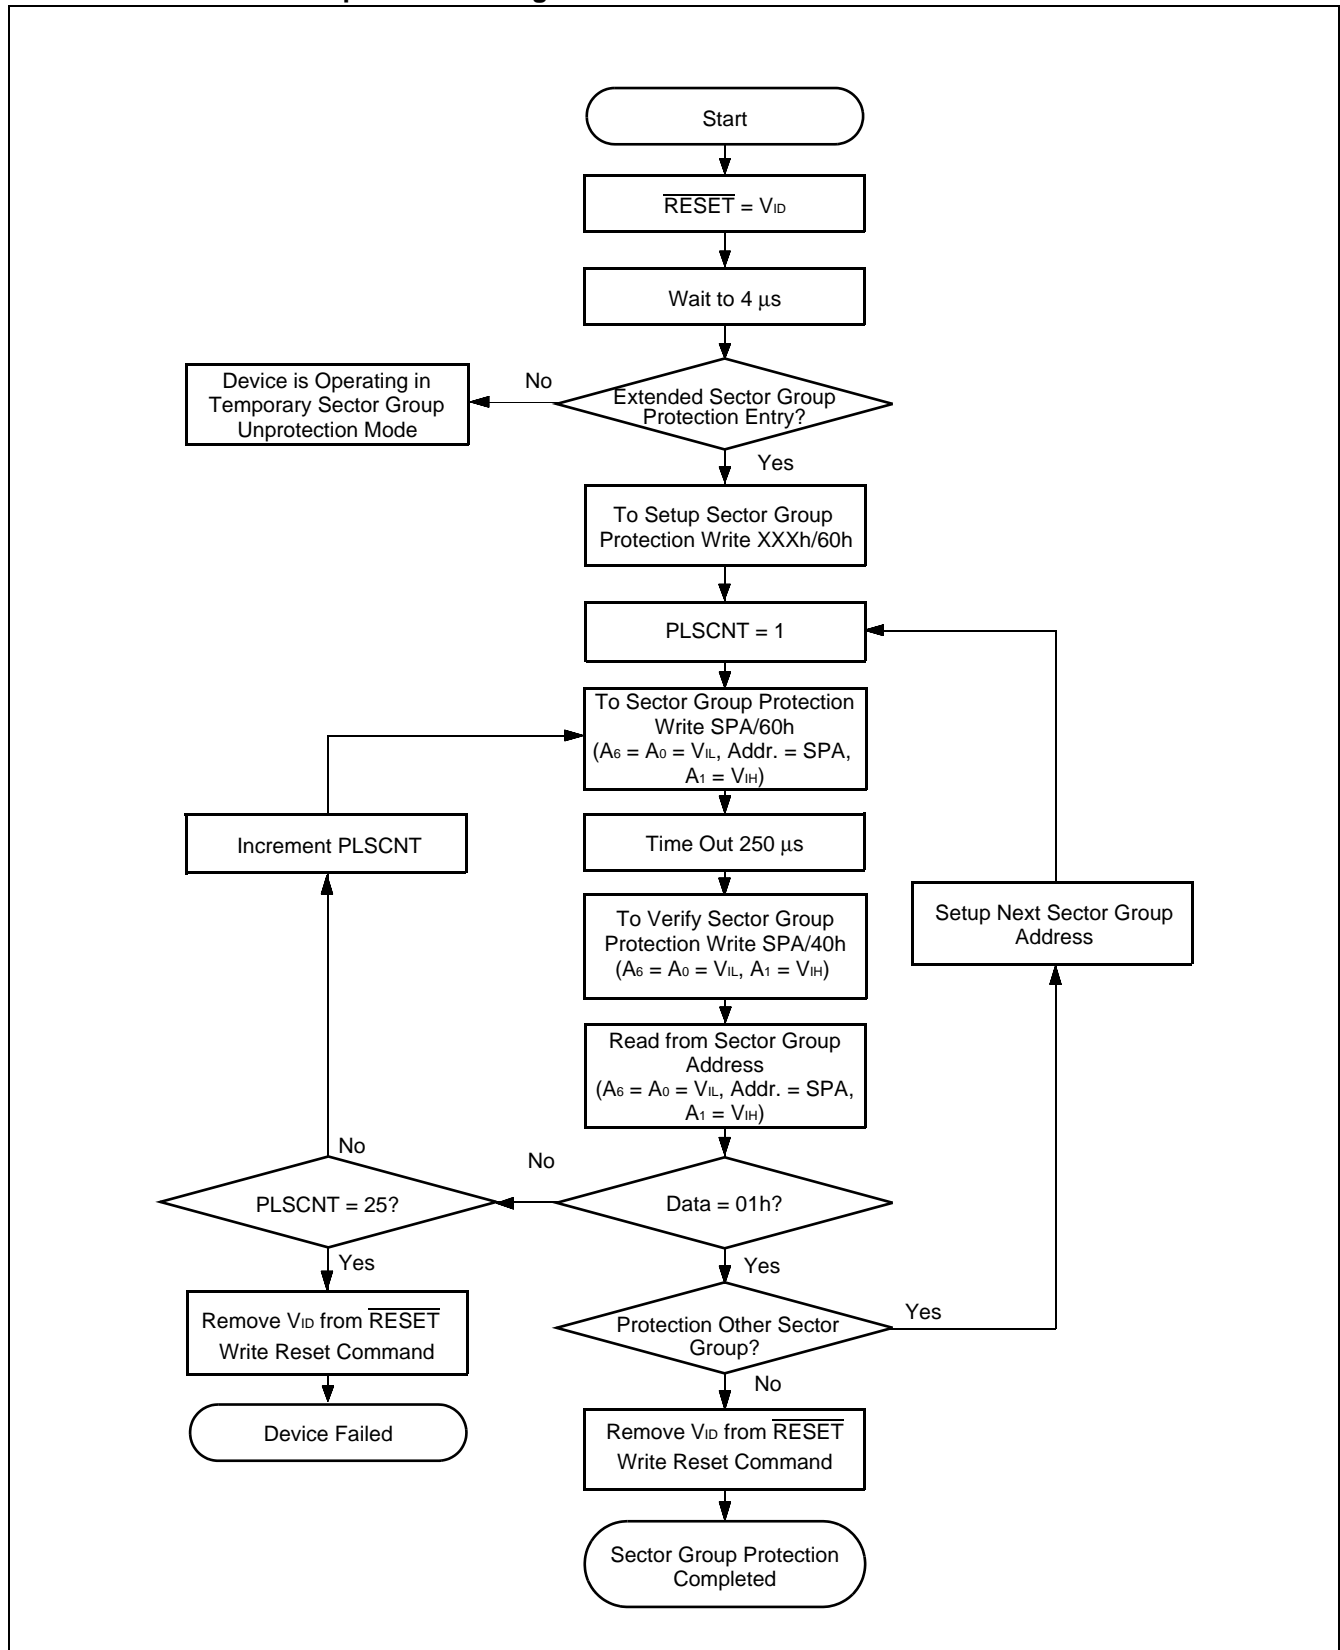 Start
RESET = VID
Wait to 4 μs
Device is Operating in
Temporary Sector Group
Unprotection Mode
No
Extended Sector Group
Protection Entry?
Yes
To Setup Sector Group
Protection Write XXXh/60h
PLSCNT = 1
To Sector Group Protection
Write SPA/60h
(A6 = A0 = VIL, Addr. = SPA,
A1 = VIH)
Increment PLSCNT
Time Out 250 μs
To Verify Sector Group
Protection Write SPA/40h
(A6 = A0 = VIL, A1 = VIH)
Setup Next Sector Group
Address
Read from Sector Group
Address
(A6 = A0 = VIL, Addr. = SPA,
A1 = VIH)
No
No
PLSCNT = 25?
Data = 01h?
Yes
Yes
Remove VID from RESET
Write Reset Command
Protection Other Sector
Group?
Yes
No
Device Failed
Remove VID from RESET
Write Reset Command
Sector Group Protection
Completed